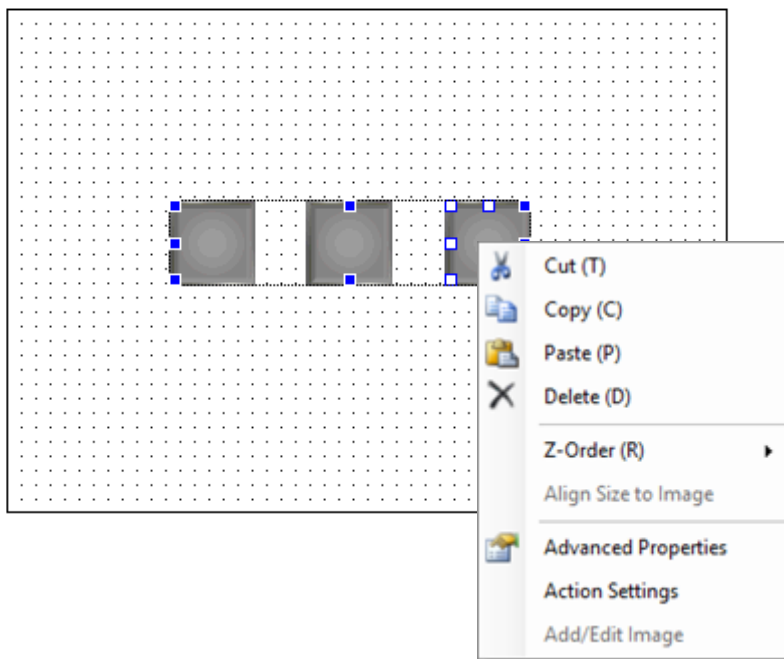 Cut (T)
Copy (C)
Paste (P)
Delete (D)
Z-Order (R)
Align Size to Image
Advanced Properties
Action Settings
Add/Edit Image